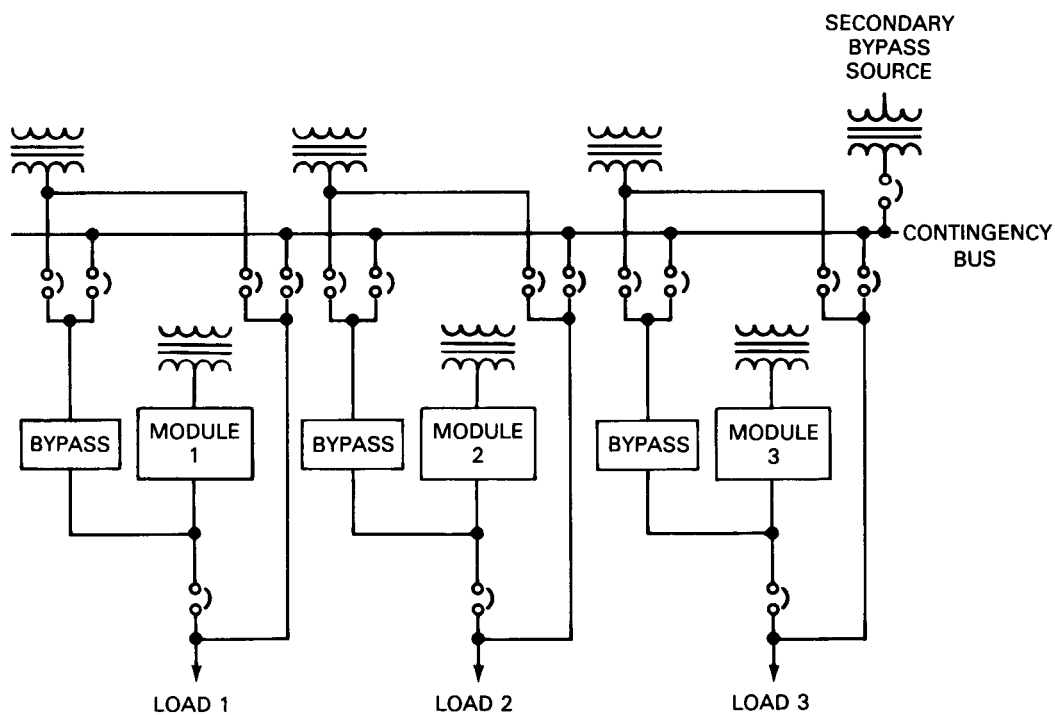 SECONDARY
BYPASS
SOURCE
CONTINGENCY
BUS
BYPASS
MODULE
1
BYPASS
MODULE
2
BYPASS
MODULE
3
LOAD 1
LOAD 2
LOAD 3